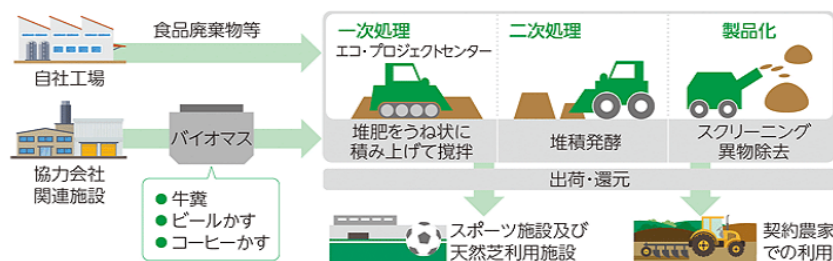 食品廃棄物等
自社工場
協力会社
関連施設
バイオマス
● 牛糞
● ビールかす
● コーヒーかす
一次処理
エコ・プロジェクトセンター
堆肥をうね状に
積み上げて撹拌
二次処理
堆積発酵
製品化
スクリーニング
異物除去
出荷・還元
スポーツ施設及び
天然芝利用施設
契約農家
での利用